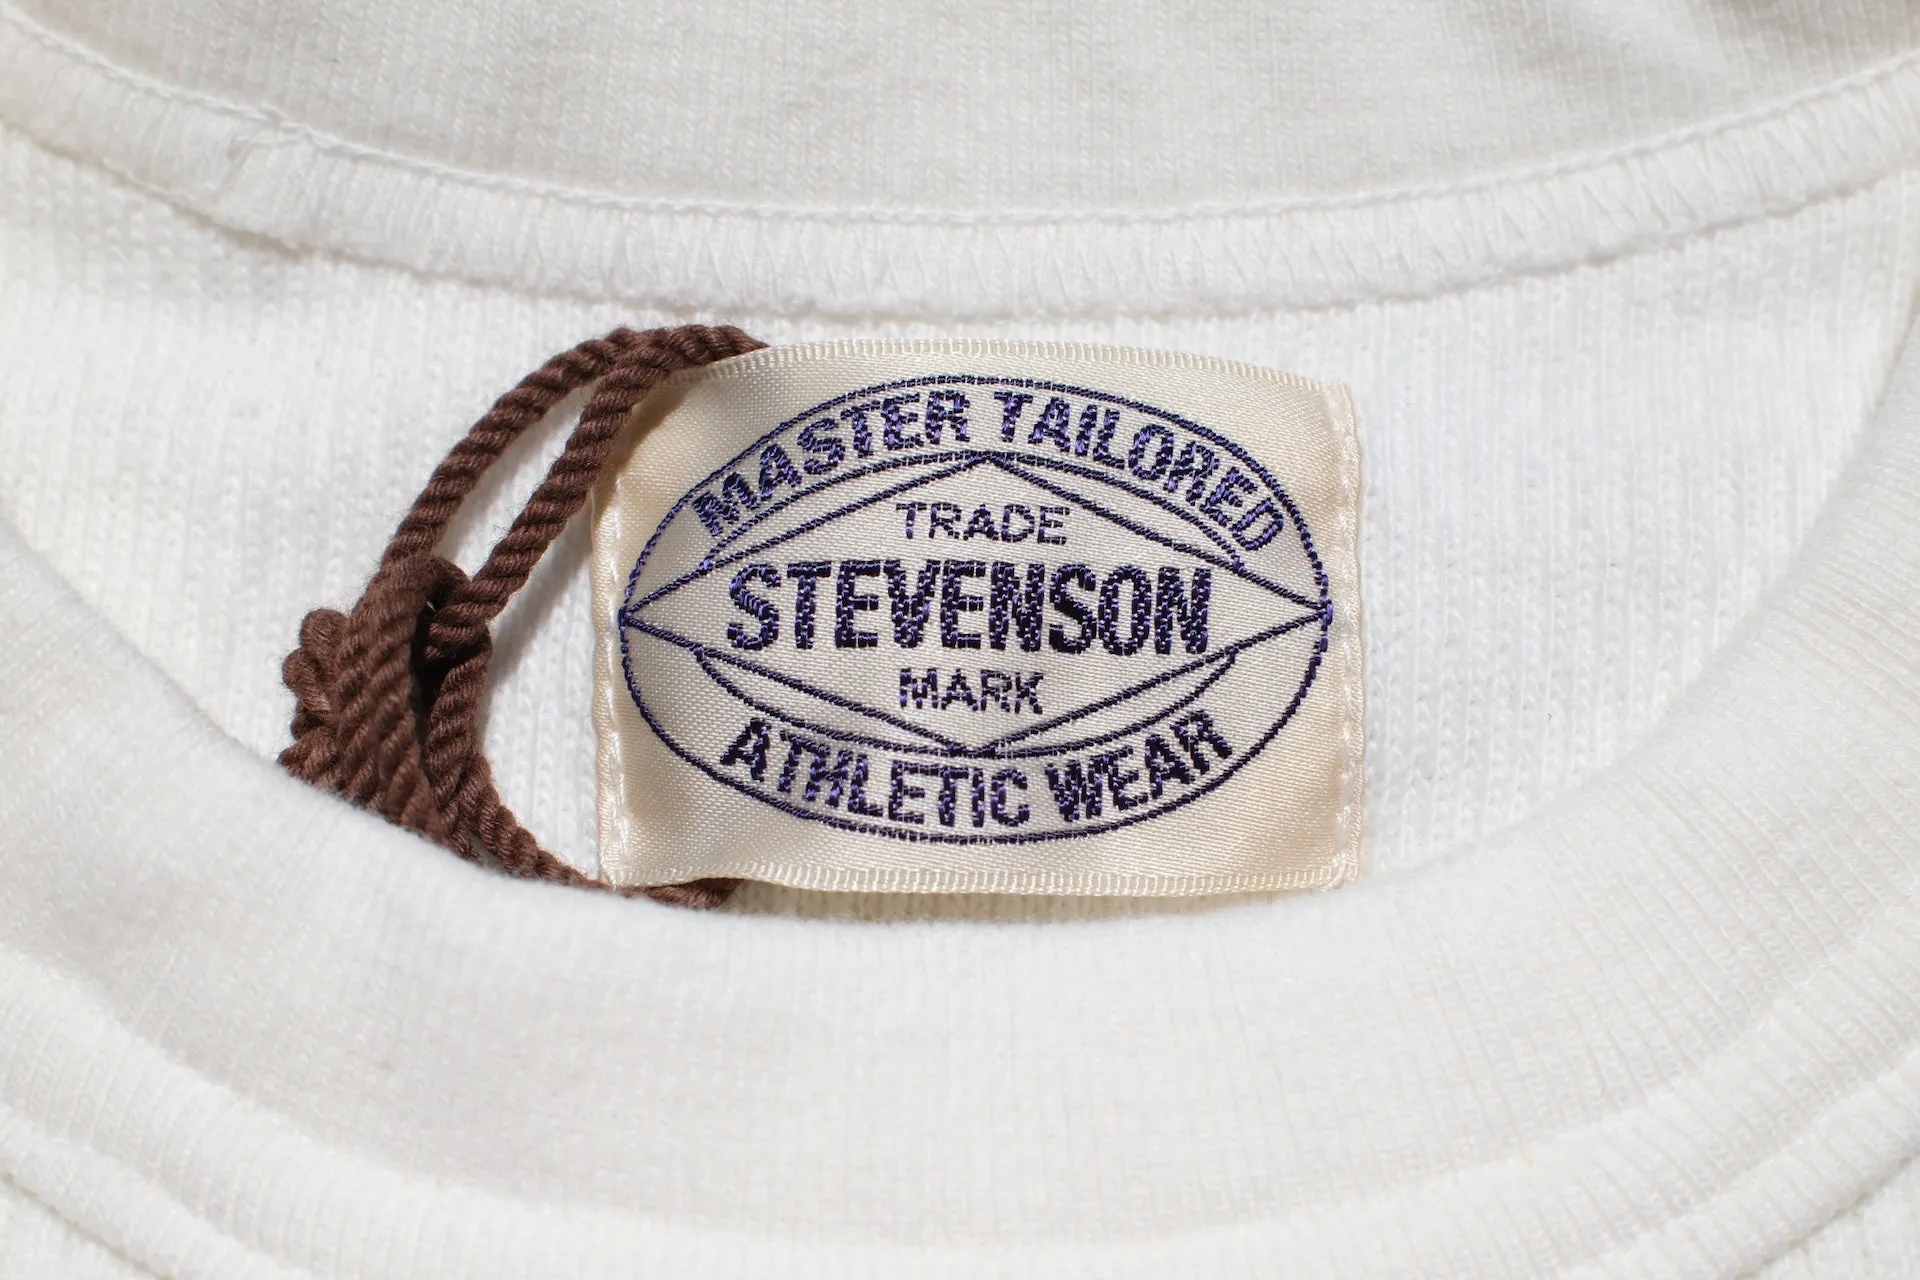 MASTER TAILORED
TRADE
STEVENSON
MARK
ATHLETIC WEAR